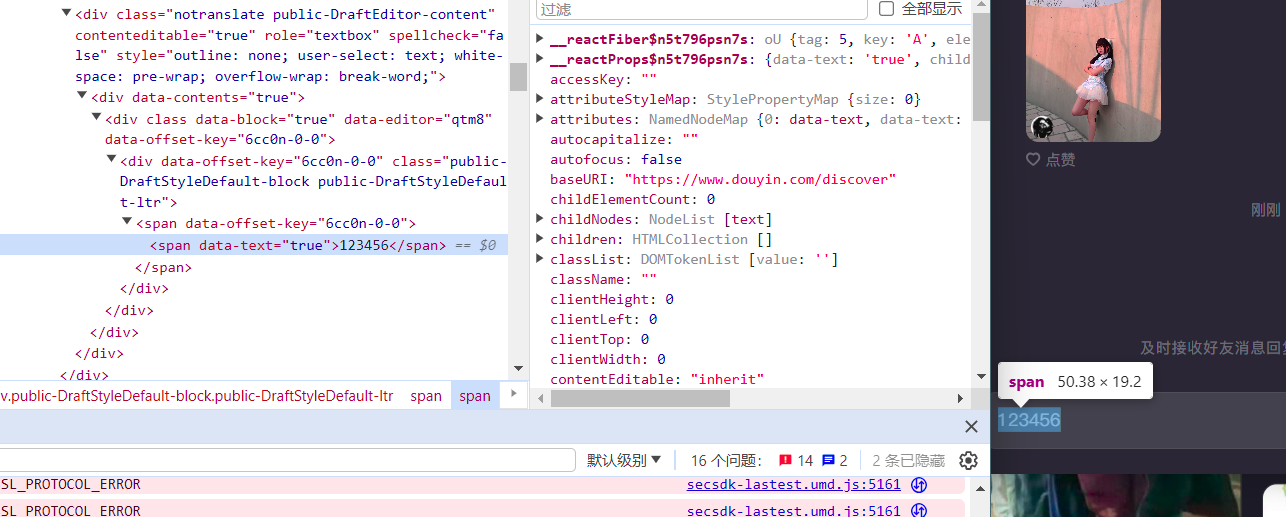 <div class="notranslate public-DraftEditor-content"
contenteditable="true" role="textbox" spellcheck="fa
lse" style="outline: none; user-select: text; white-
space: pre-wrap; overflow-wrap: break-word;">
<div data-contents="true">
<div class data-block="true" data-editor="qtm8"
data-offset-key="6cc0n-0-0">
<div data-offset-key="6cc0n-0-0" class="public-
DraftStyleDefault-block public-DraftStyleDefaul
t-ltr">
<span data-offset-key="6cc0n-0-0">
<span data-text="true">123456</span> == $0
</span>
</div>
</div>
</div>
</div>
</div>
v.public-DraftStyleDefault-block.public-DraftStyleDefault-ltr span span
过滤 全部显示
__reactFiber$n5t796psn7s: oU {tag: 5, key: 'A', ele
__reactProps$n5t796psn7s: {data-text: 'true', child
accessKey: ""
attributeStyleMap: StylePropertyMap {size: 0}
attributes: NamedNodeMap {0: data-text, data-text:
autocapitalize: ""
autofocus: false
baseURI: "https://www.douyin.com/discover"
childElementCount: 0
childNodes: NodeList [text]
children: HTMLCollection []
classList: DOMTokenList [value: '']
className: ""
clientHeight: 0
clientLeft: 0
clientTop: 0
clientWidth: 0
contentEditable: "inherit"
默认级别 16 个问题: 14 2 2 条已隐藏
SL_PROTOCOL_ERROR secsdk-lastest.umd.js:5161
SL PROTOCOL ERROR secsdk-lastest.umd.js:5161
点赞
刚刚
及时接收好友消息回复
span 50.38 × 19.2
123456